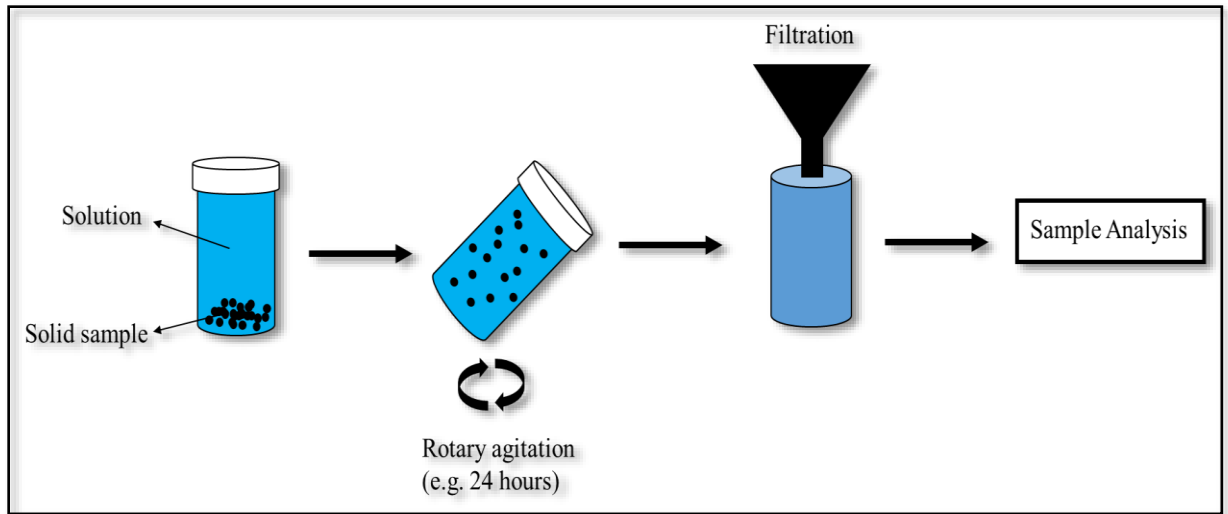 Filtration
Solution
Solid sample
Sample Analysis
Rotary agitation
(e.g. 24 hours)